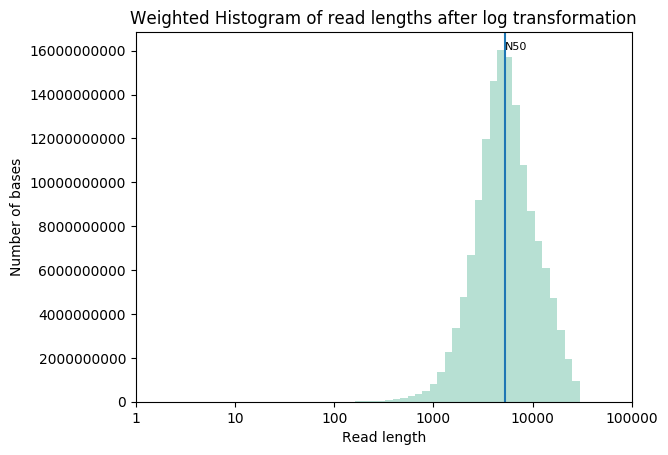 Weighted Histogram of read lengths after log transformation
N50
16000000000
14000000000
12000000000
10000000000
8000000000
6000000000
4000000000
2000000000
0
Number of bases
1 10 100 1000 10000 100000
Read length